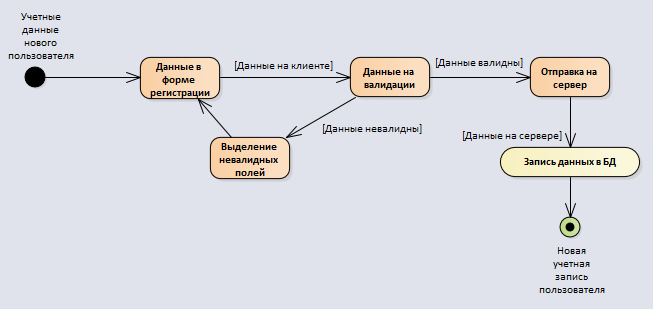 Учетные
данные
нового
пользователя
Данные в
форме
регистрации
[Данные на клиенте]
Данные на
валидации
[Данные валидны]
Отправка на
сервер
[Данные невалидны]
Выделение
невалидных
полей
[Данные на сервере]
Запись данных в БД
Новая
учетная
запись
пользователя